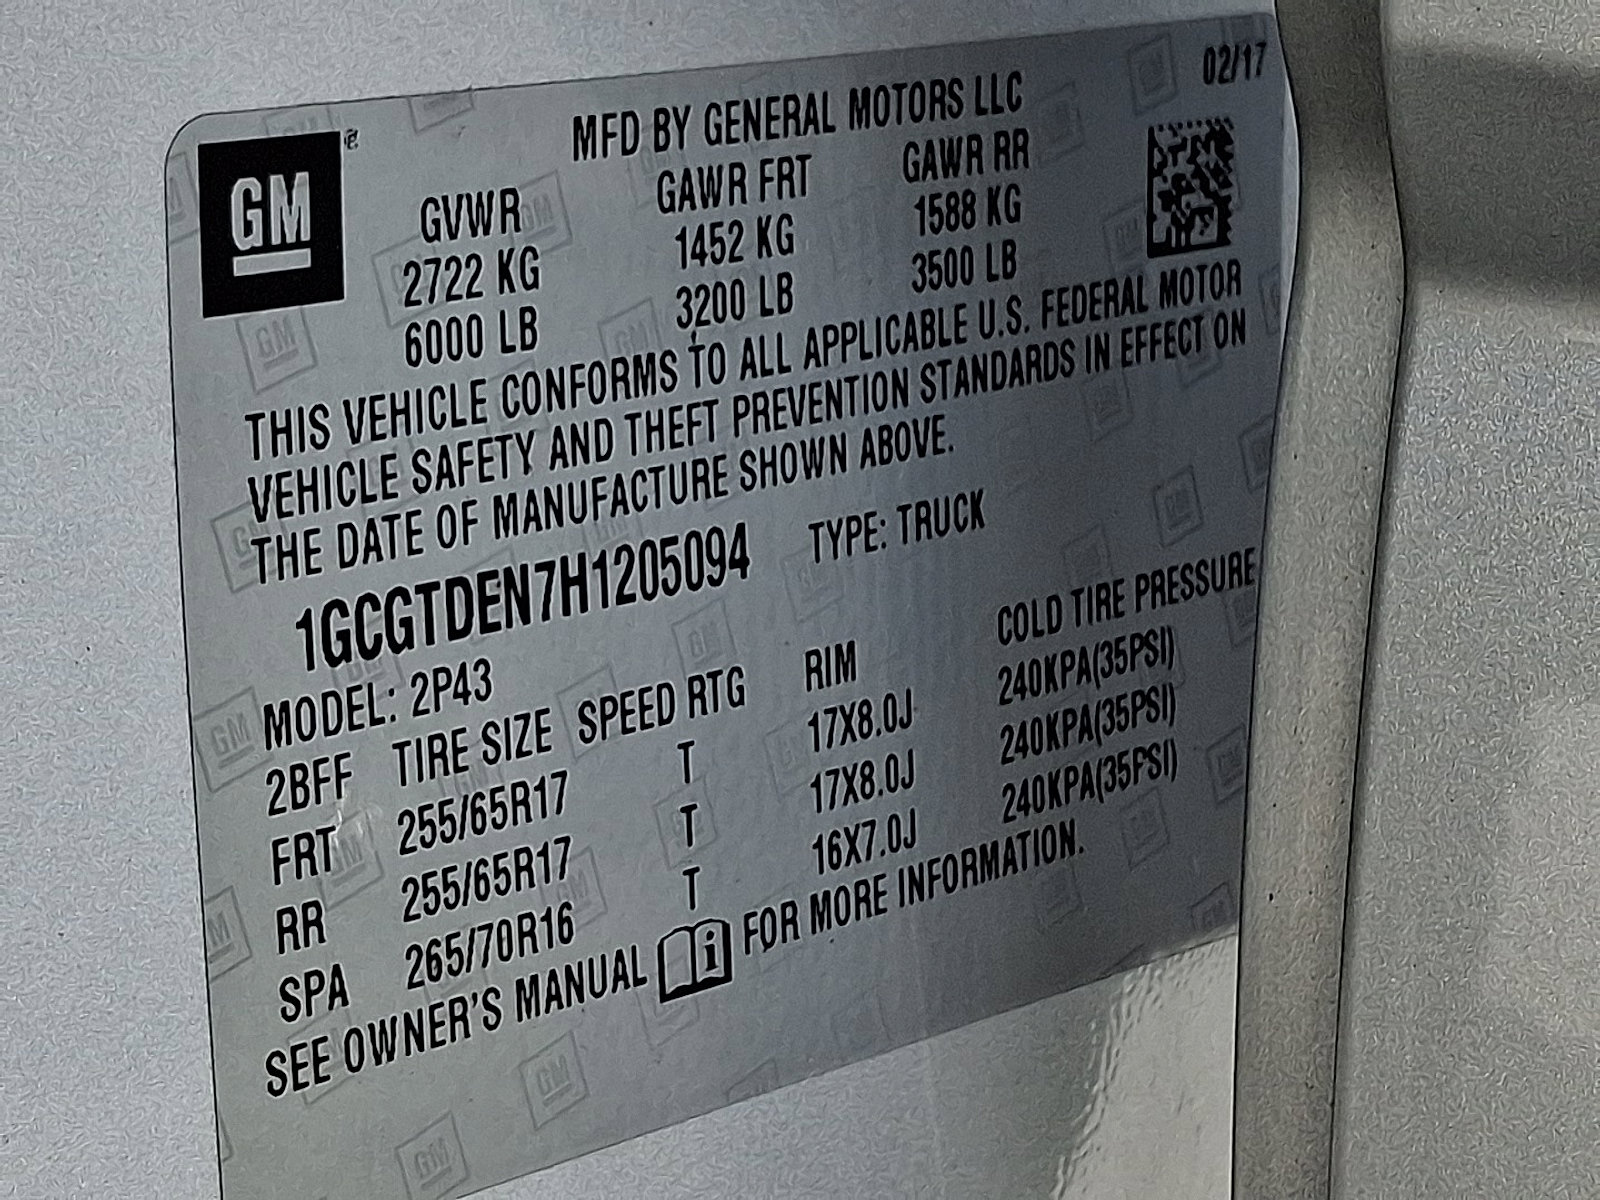 02/17
MFD BY GENERAL MOTORS LLC
GM
GVWR GAWR FRT GAWR RR
2722 KG 1452 KG 1588 KG
6000 LB 3200 LB 3500 LB
THIS VEHICLE CONFORMS TO ALL APPLICABLE U.S. FEDERAL MOTOR
VEHICLE SAFETY AND THEFT PREVENTION STANDARDS IN EFFECT ON
THE DATE OF MANUFACTURE SHOWN ABOVE.
1GCGTDEN7H1205094 TYPE: TRUCK
MODEL: 2P43
2BFF TIRE SIZE SPEED RTG RIM COLD TIRE PRESSURE
FRT 255/65R17 T 17X8.0J 240KPA(35PSI)
RR 255/65R17 T 17X8.0J 240KPA(35PSI)
SPA 265/70R16 T 16X7.0J 240KPA(35PSI)
SEE OWNER'S MANUAL i FOR MORE INFORMATION.